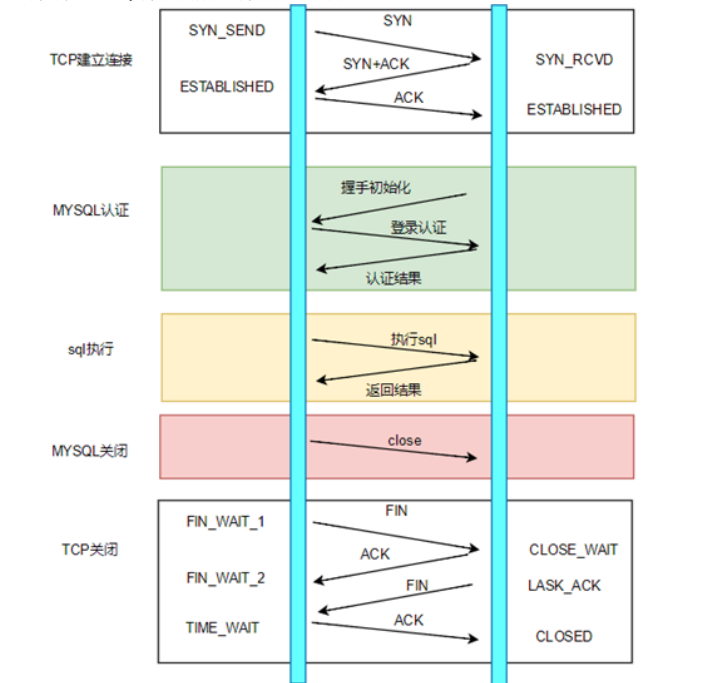 SYN
SYN_SEND
TCP建立连接
SYN+ACK
SYN_RCVD
ESTABLISHED
ACK
ESTABLISHED
握手初始化
MYSQL认证
登录认证
认证结果
执行sql
sql执行
返回结果
close
MYSQL关闭
FIN
FIN_WAIT_1
TCP关闭
ACK
CLOSE_WAIT
FIN_WAIT_2
FIN
LASK_ACK
TIME_WAIT
ACK
CLOSED